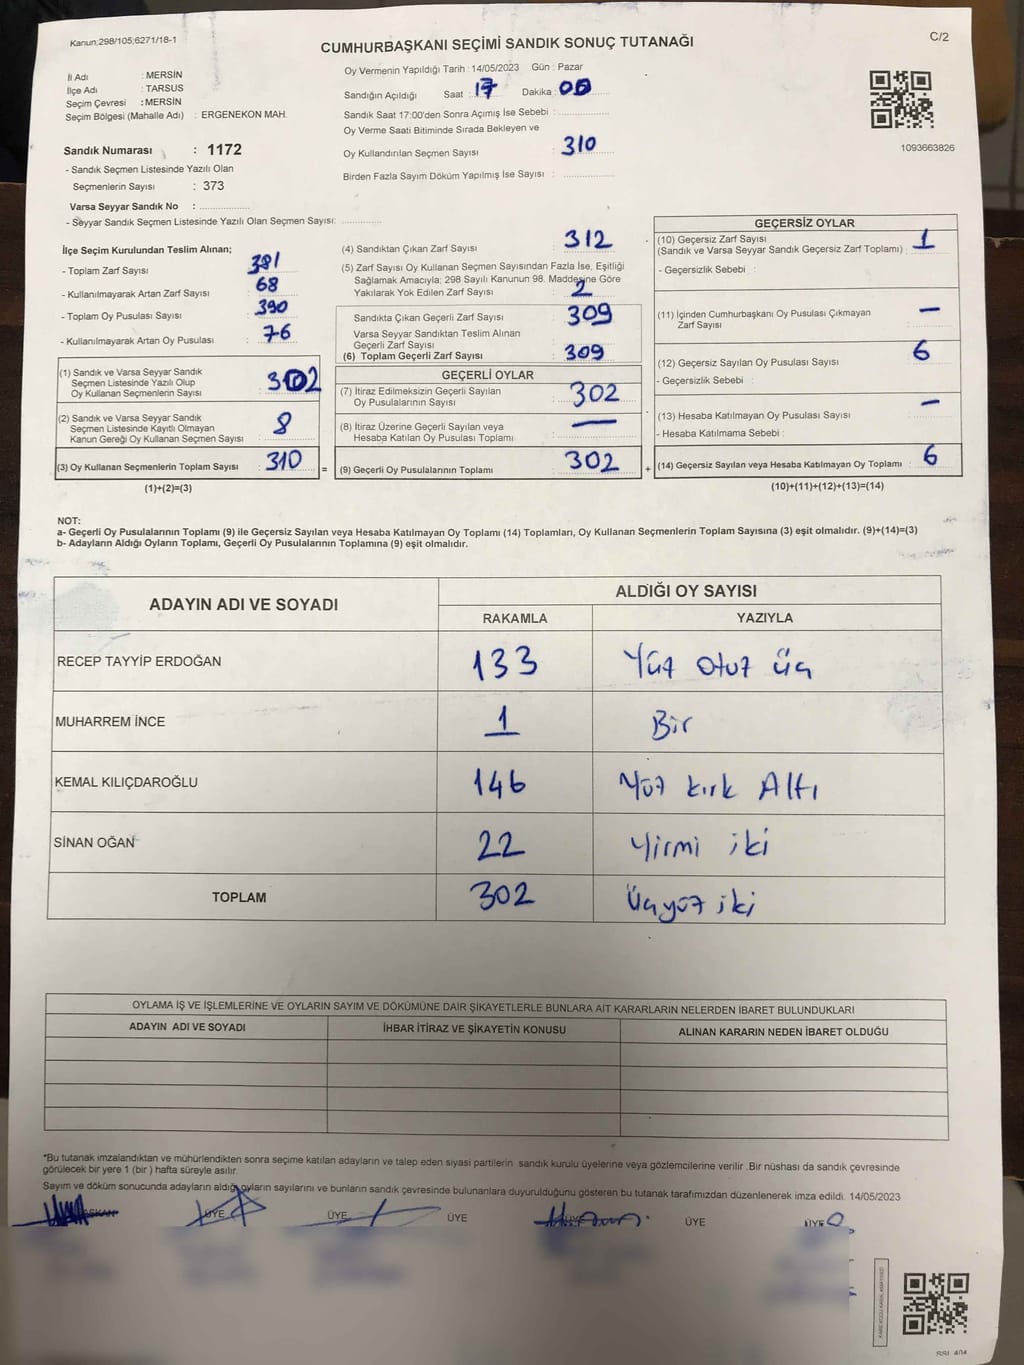 Kanun;298/105;6271/18-1
C/2
CUMHURBAŞKANI SEÇİMİ SANDIK SONUÇ TUTANAĞI
İl Adı : MERSİN
İlçe Adı : TARSUS
Seçim Çevresi : MERSİN
Seçim Bölgesi (Mahalle Adı) : ERGENEKON MAH.
Sandık Numarası : 1172
- Sandık Seçmen Listesinde Yazılı Olan
Seçmenlerin Sayısı : 373
Varsa Seyyar Sandık No :
- Seyyar Sandık Seçmen Listesinde Yazılı Olan Seçmen Sayısı:
Oy Vermenin Yapıldığı Tarih : 14/05/2023 Gün : Pazar
Sandığın Açıldığı Saat : 17 Dakika : 00
Sandık Saat 17:00'den Sonra Açımış İse Sebebi :
Oy Verme Saati Bitiminde Sırada Bekleyen ve
Oy Kullandırılan Seçmen Sayısı : 310
Birden Fazla Sayım Döküm Yapılmış İse Sayısı :
1093663826
İlçe Seçim Kurulundan Teslim Alınan;
- Toplam Zarf Sayısı : 381
- Kullanılmayarak Artan Zarf Sayısı : 68
- Toplam Oy Pusulası Sayısı : 390
- Kullanılmayarak Artan Oy Pusulası : 76
(1) Sandık ve Varsa Seyyar Sandık
Seçmen Listesinde Yazılı Olup
Oy Kullanan Seçmenlerin Sayısı :
(2) Sandık ve Varsa Seyyar Sandık
Seçmen Listesinde Kayıtlı Olmayan
Kanun Gereği Oy Kullanan Seçmen Sayısı : 8
(3) Oy Kullanan Seçmenlerin Toplam Sayısı : 310
(1)+(2)=(3)
(4) Sandıktan Çıkan Zarf Sayısı : 312
(5) Zarf Sayısı Oy Kullanan Seçmen Sayısından Fazla İse, Eşitliği
Sağlamak Amacıyla; 298 Sayılı Kanunun 98. Maddesine Göre
Yakılarak Yok Edilen Zarf Sayısı : 2
Sandıkta Çıkan Geçerli Zarf Sayısı : 309
Varsa Seyyar Sandıktan Teslim Alınan
Geçerli Zarf Sayısı :
(6) Toplam Geçerli Zarf Sayısı : 309
GEÇERLİ OYLAR
(7) İtiraz Edilmeksizin Geçerli Sayılan
Oy Pusulalarının Sayısı : 302
(8) İtiraz Üzerine Geçerli Sayılan veya
Hesaba Katılan Oy Pusulası Toplamı : —
= (9) Geçerli Oy Pusulalarının Toplamı : 302
GEÇERSİZ OYLAR
(10) Geçersiz Zarf Sayısı
(Sandık ve Varsa Seyyar Sandık Geçersiz Zarf Toplamı) : 1
- Geçersizlik Sebebi :
(11) İçinden Cumhurbaşkanı Oy Pusulası Çıkmayan
Zarf Sayısı : —
(12) Geçersiz Sayılan Oy Pusulası Sayısı : 6
- Geçersizlik Sebebi :
(13) Hesaba Katılmayan Oy Pusulası Sayısı : —
- Hesaba Katılmama Sebebi :
+ (14) Geçersiz Sayılan veya Hesaba Katılmayan Oy Toplamı : 6
(10)+(11)+(12)+(13)=(14)
NOT:
a- Geçerli Oy Pusulalarının Toplamı (9) ile Geçersiz Sayılan veya Hesaba Katılmayan Oy Toplamı (14) Toplamları, Oy Kullanan Seçmenlerin Toplam Sayısına (3) eşit olmalıdır. (9)+(14)=(3)
b- Adayların Aldığı Oyların Toplamı, Geçerli Oy Pusulalarının Toplamına (9) eşit olmalıdır.
ADAYIN ADI VE SOYADI ALDIĞI OY SAYISI
RAKAMLA YAZIYLA
RECEP TAYYİP ERDOĞAN 133 Yüz otuz üç
MUHARREM İNCE 1 Bir
KEMAL KILIÇDAROĞLU 146 Yüz kırk Altı
SİNAN OĞAN 22 Yirmi iki
TOPLAM 302 Üçyüz iki
OYLAMA İŞ VE İŞLEMLERİNE VE OYLARIN SAYIM VE DÖKÜMÜNE DAİR ŞİKAYETLERLE BUNLARA AİT KARARLARIN NELERDEN İBARET BULUNDUKLARI
ADAYIN ADI VE SOYADI İHBAR İTİRAZ VE ŞİKAYETİN KONUSU ALINAN KARARIN NEDEN İBARET OLDUĞU
*Bu tutanak imzalandıktan ve mühürlendikten sonra seçime katılan adayların ve talep eden siyasi partilerin sandık kurulu üyelerine veya gözlemcilerine verilir .Bir nüshası da sandık çevresinde
görülecek bir yere 1 (bir ) hafta süreyle asılır.
Sayım ve döküm sonucunda adayların aldığı oyların sayılarını ve bunların sandık çevresinde bulunanlara duyurulduğunu gösteren bu tutanak tarafımızdan düzenlenerek imza edildi. 14/05/2023
BAŞKAN ÜYE ÜYE ÜYE ÜYE ÜYE ÜYE